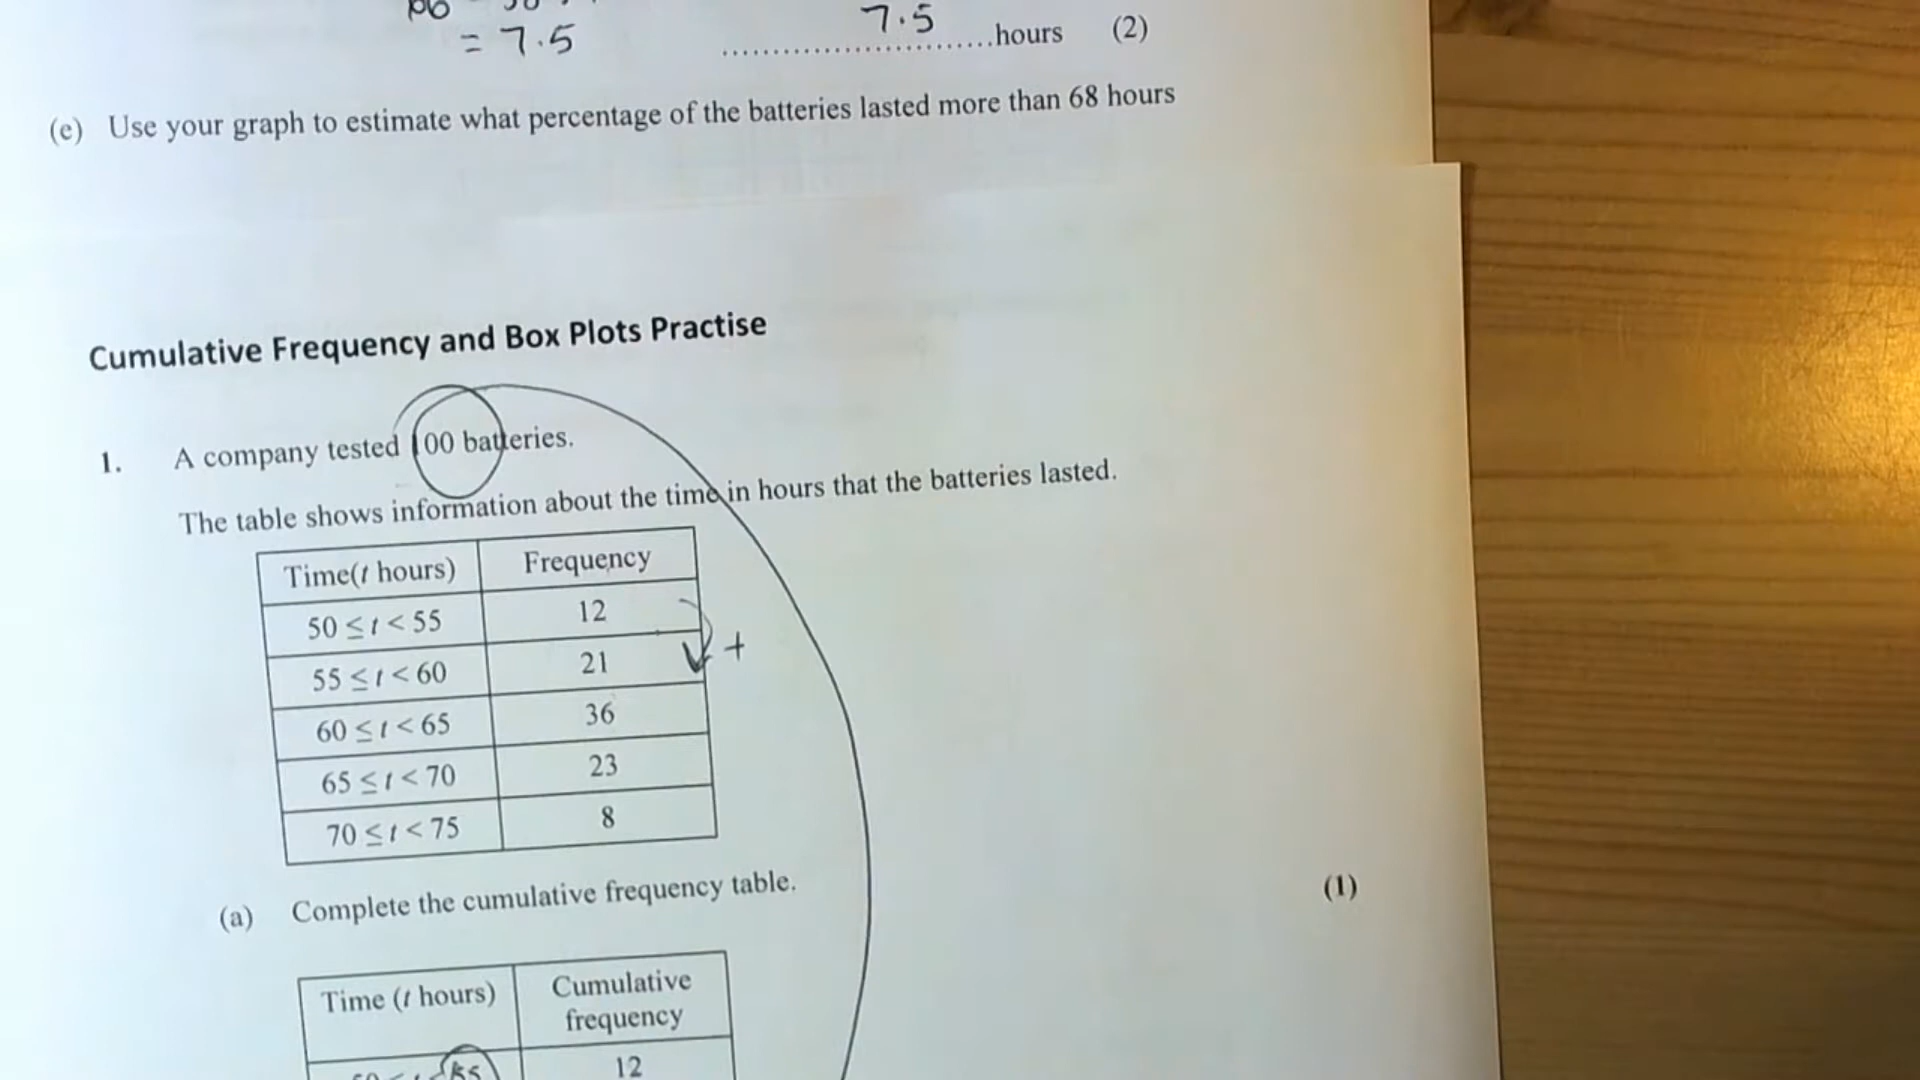 = 7.5
7.5
..............................hours (2)
(e) Use your graph to estimate what percentage of the batteries lasted more than 68 hours
Cumulative Frequency and Box Plots Practise
1. A company tested 100 batteries.
The table shows information about the time in hours that the batteries lasted.
Time(t hours) Frequency
50 ≤ t < 55 12
55 ≤ t < 60 21
+
60 ≤ t < 65 36
65 ≤ t < 70 23
70 ≤ t < 75 8
(a) Complete the cumulative frequency table. (1)
Time (t hours) Cumulative
frequency
12